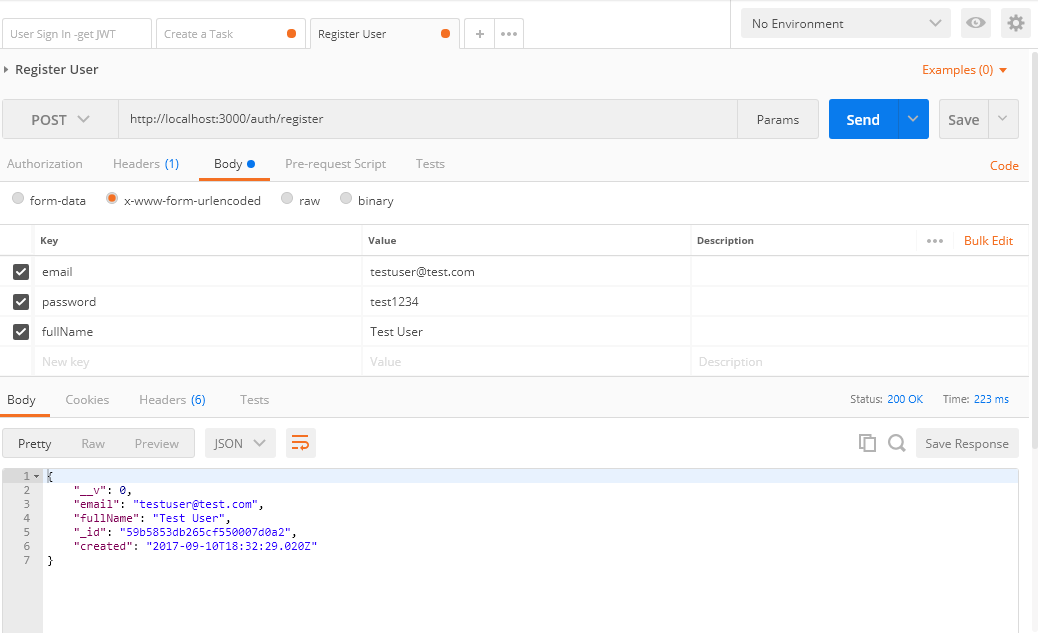 User Sign In -get JWT Create a Task Register User + ••• No Environment
Register User Examples (0)
POST http://localhost:3000/auth/register Params Send Save
Authorization Headers (1) Body Pre-request Script Tests Code
form-data x-www-form-urlencoded raw binary
Key Value Description ••• Bulk Edit
email testuser@test.com
password test1234
fullName Test User
New key Value Description
Body Cookies Headers (6) Tests Status: 200 OK Time: 223 ms
Pretty Raw Preview JSON Save Response
1 {
2 "__v": 0,
3 "email": "testuser@test.com",
4 "fullName": "Test User",
5 "_id": "59b5853db265cf550007d0a2",
6 "created": "2017-09-10T18:32:29.020Z"
7 }